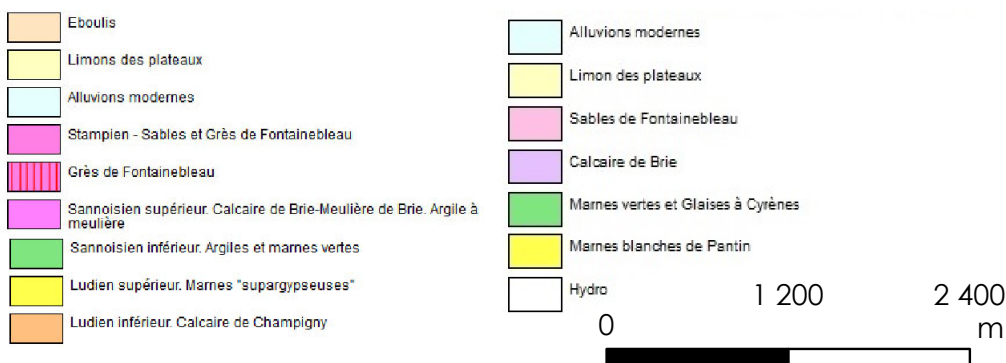 Eboulis
Limons des plateaux
Alluvions modernes
Stampien - Sables et Grès de Fontainebleau
Grès de Fontainebleau
Sannoisien supérieur. Calcaire de Brie-Meulière de Brie. Argile à
meulière
Sannoisien inférieur. Argiles et marnes vertes
Ludien supérieur. Marnes "supargypseuses"
Ludien inférieur. Calcaire de Champigny
Alluvions modernes
Limon des plateaux
Sables de Fontainebleau
Calcaire de Brie
Marnes vertes et Glaises à Cyrènes
Marnes blanches de Pantin
Hydro
0 1 200 2 400
m